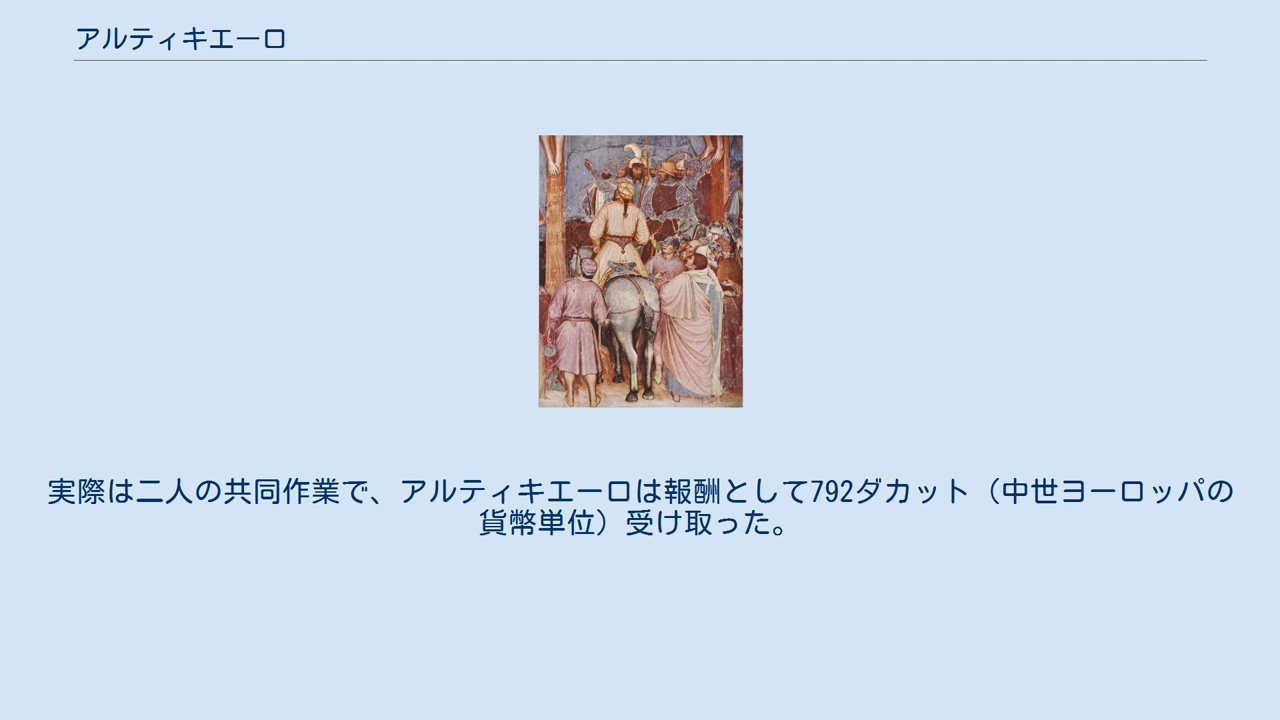 アルティキエーロ
実際は二人の共同作業で、アルティキエーロは報酬として792ダカット（中世ヨーロッパの
貨幣単位）受け取った。